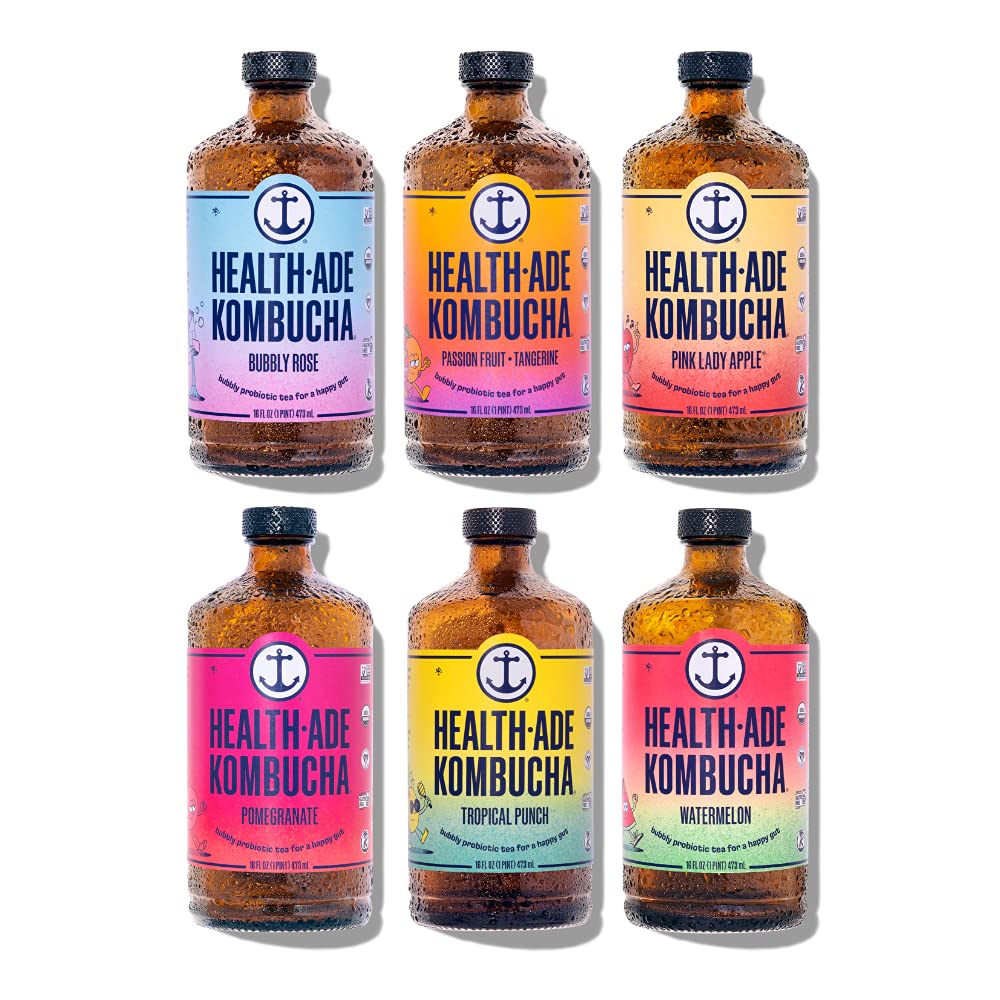 HEALTH·ADE
KOMBUCHA
BUBBLY ROSE
bubbly probiotic tea for a happy gut
16 FL OZ (1 PINT) 473 mL
HEALTH·ADE
KOMBUCHA
PASSION FRUIT · TANGERINE
bubbly probiotic tea for a happy gut
16 FL OZ (1 PINT) 473 mL
HEALTH·ADE
KOMBUCHA
PINK LADY APPLE
bubbly probiotic tea for a happy gut
16 FL OZ (1 PINT) 473 mL
HEALTH·ADE
KOMBUCHA
POMEGRANATE
bubbly probiotic tea for a happy gut
16 FL OZ (1 PINT) 473 mL
HEALTH·ADE
KOMBUCHA
TROPICAL PUNCH
bubbly probiotic tea for a happy gut
16 FL OZ (1 PINT) 473 mL
HEALTH·ADE
KOMBUCHA
WATERMELON
bubbly probiotic tea for a happy gut
16 FL OZ (1 PINT) 473 mL